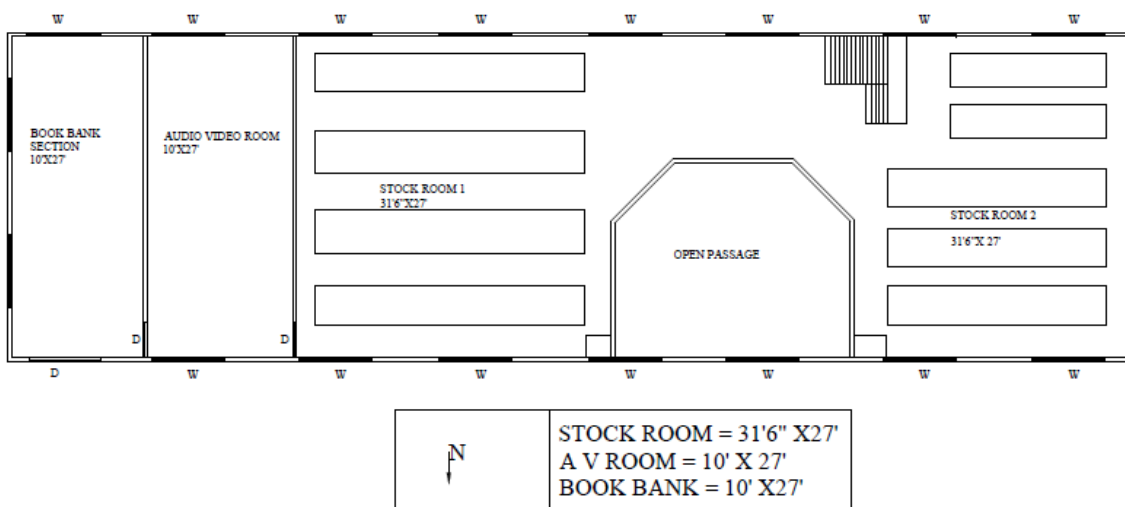 W W W W W W W W
BOOK BANK
SECTION
10'X27'
AUDIO VIDEO ROOM
10'X27'
STOCK ROOM 1
31'6"X27'
OPEN PASSAGE
STOCK ROOM 2
31'6"X 27'
D D
D W W W W W W W
N
STOCK ROOM = 31'6" X27'
A V ROOM = 10' X 27'
BOOK BANK = 10' X27'